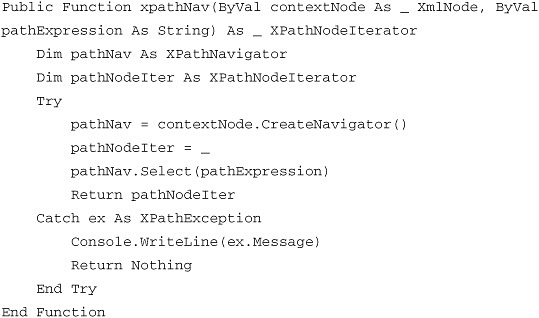 Public Function xpathNav(ByVal contextNode As _ XmlNode, ByVal
pathExpression As String) As _ XPathNodeIterator
Dim pathNav As XPathNavigator
Dim pathNodeIter As XPathNodeIterator
Try
pathNav = contextNode.CreateNavigator()
pathNodeIter = _
pathNav.Select(pathExpression)
Return pathNodeIter
Catch ex As XPathException
Console.WriteLine(ex.Message)
Return Nothing
End Try
End Function